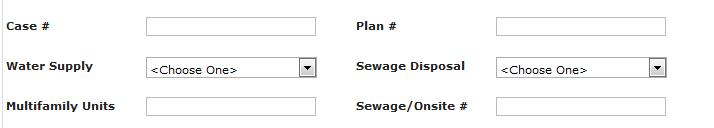 Case # Plan #
Water Supply <Choose One> Sewage Disposal <Choose One>
Multifamily Units Sewage/Onsite #